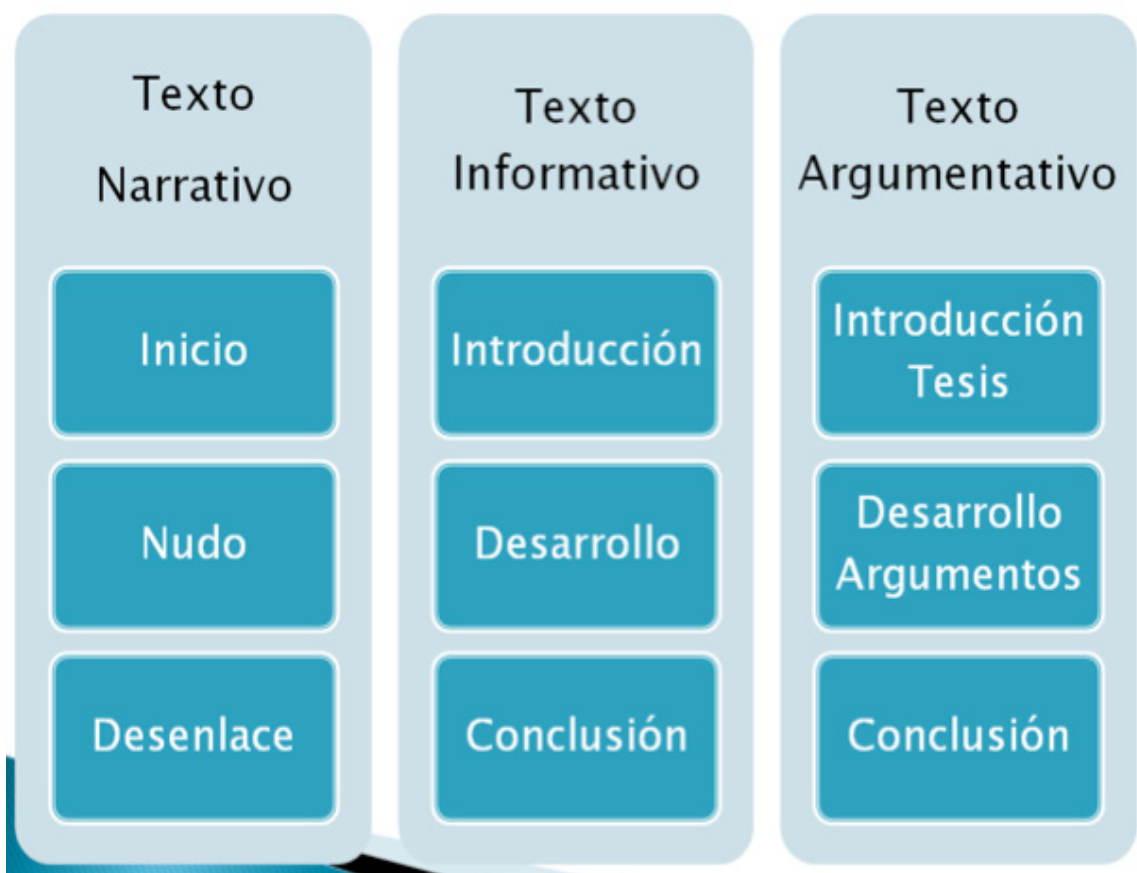 Texto
Narrativo
Inicio
Nudo
Desenlace
Texto
Informativo
Introducción
Desarrollo
Conclusión
Texto
Argumentativo
Introducción
Tesis
Desarrollo
Argumentos
Conclusión